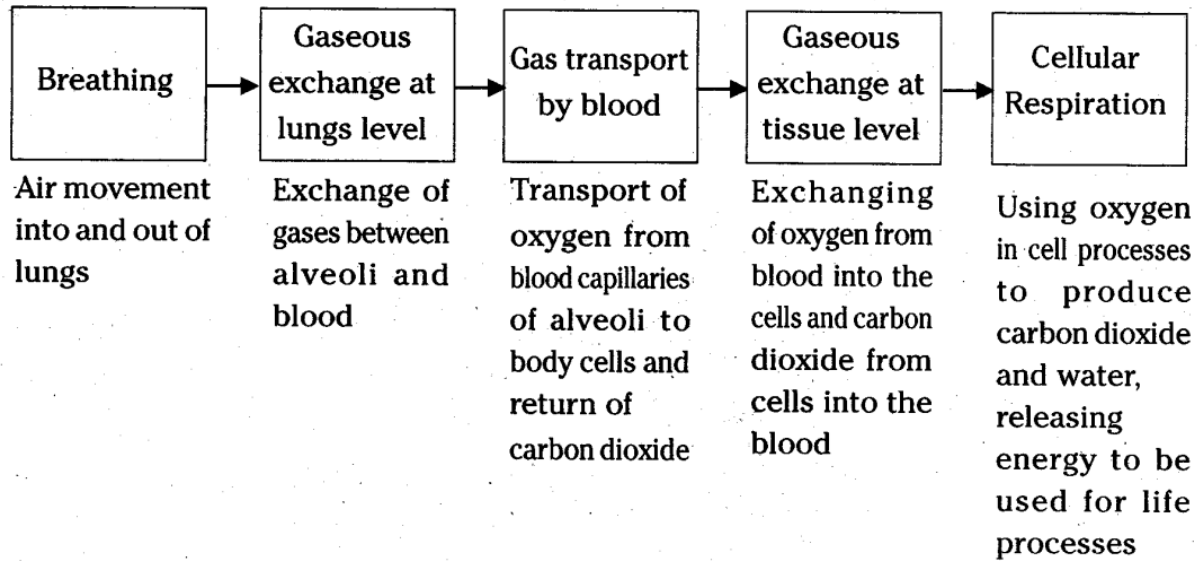 Breathing
Gaseous
exchange at
lungs level
Gas transport
by blood
Gaseous
exchange at
tissue level
Cellular
Respiration
Air movement
into and out of
lungs
Exchange of
gases between
alveoli and
blood
Transport of
oxygen from
blood capillaries
of alveoli to
body cells and
return of
carbon dioxide
Exchanging
of oxygen from
blood into the
cells and carbon
dioxide from
cells into the
blood
Using oxygen
in cell processes
to produce
carbon dioxide
and water,
releasing
energy to be
used for life
processes